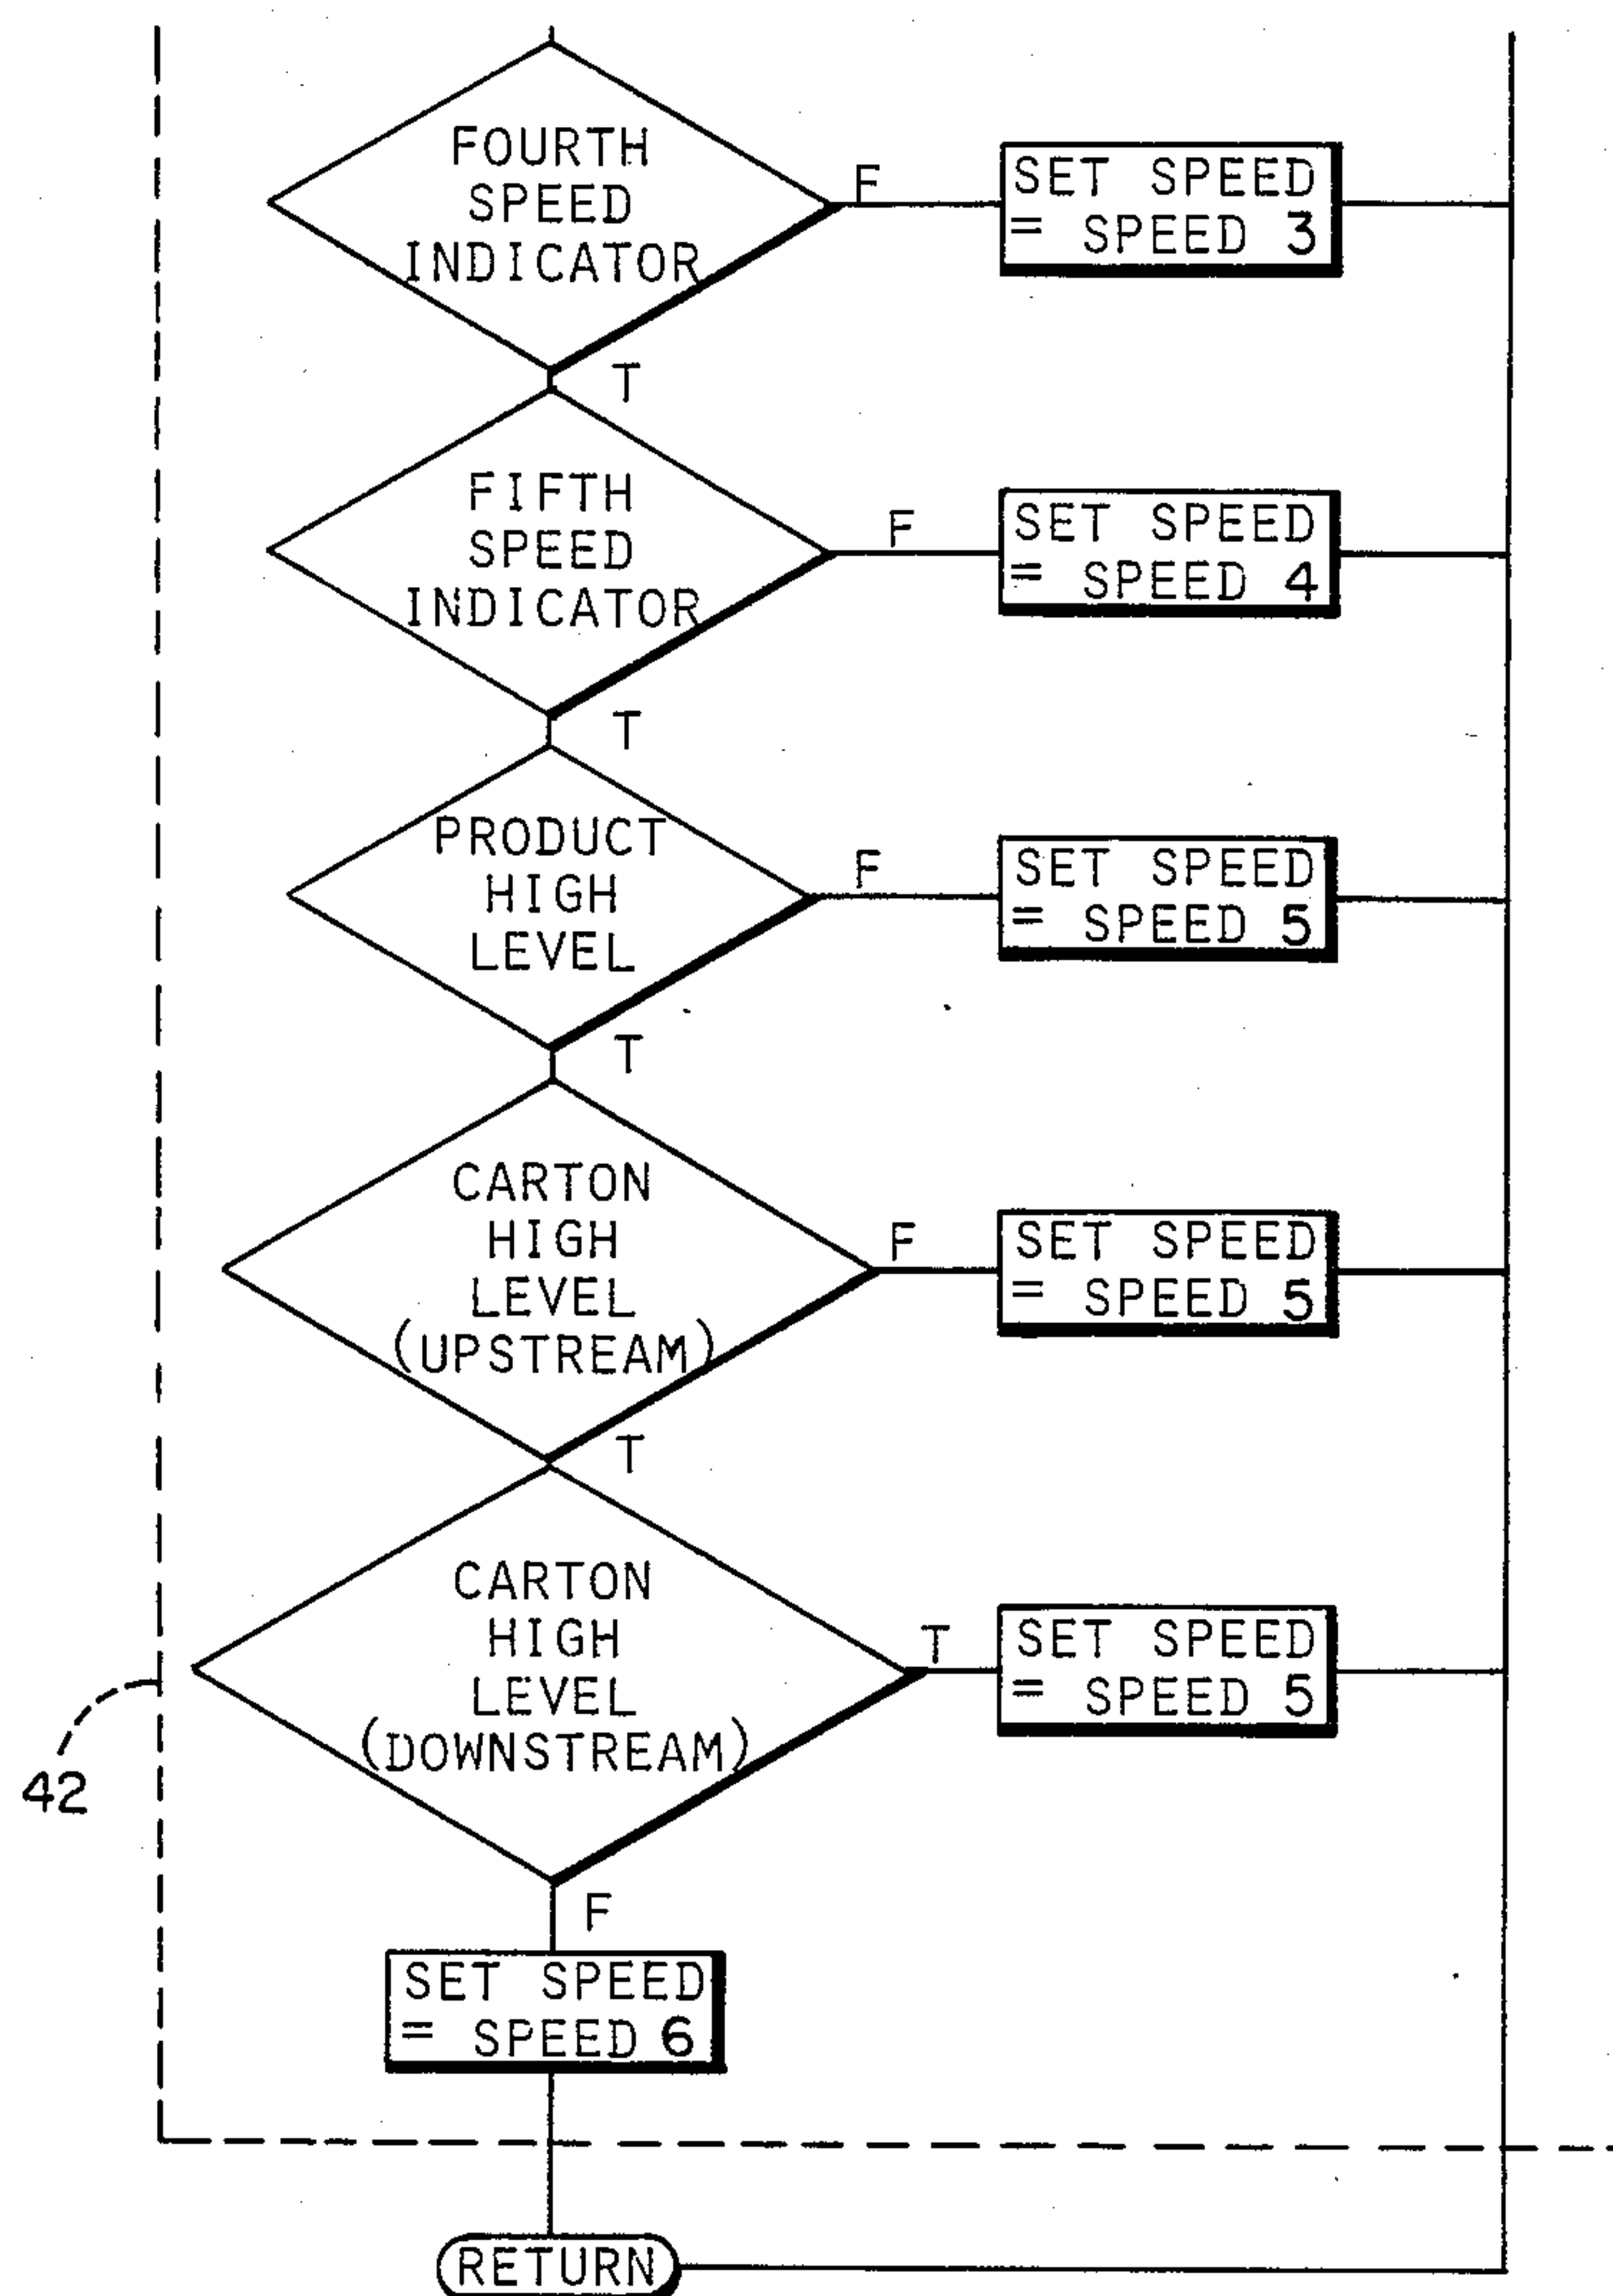 FOURTH
SPEED
INDICATOR
F
SET SPEED
= SPEED 3
T
FIFTH
SPEED
INDICATOR
F
SET SPEED
= SPEED 4
T
PRODUCT
HIGH
LEVEL
F
SET SPEED
= SPEED 5
T
CARTON
HIGH
LEVEL
(UPSTREAM)
F
SET SPEED
= SPEED 5
T
CARTON
HIGH
LEVEL
(DOWNSTREAM)
T
SET SPEED
= SPEED 5
42
F
SET SPEED
= SPEED 6
RETURN